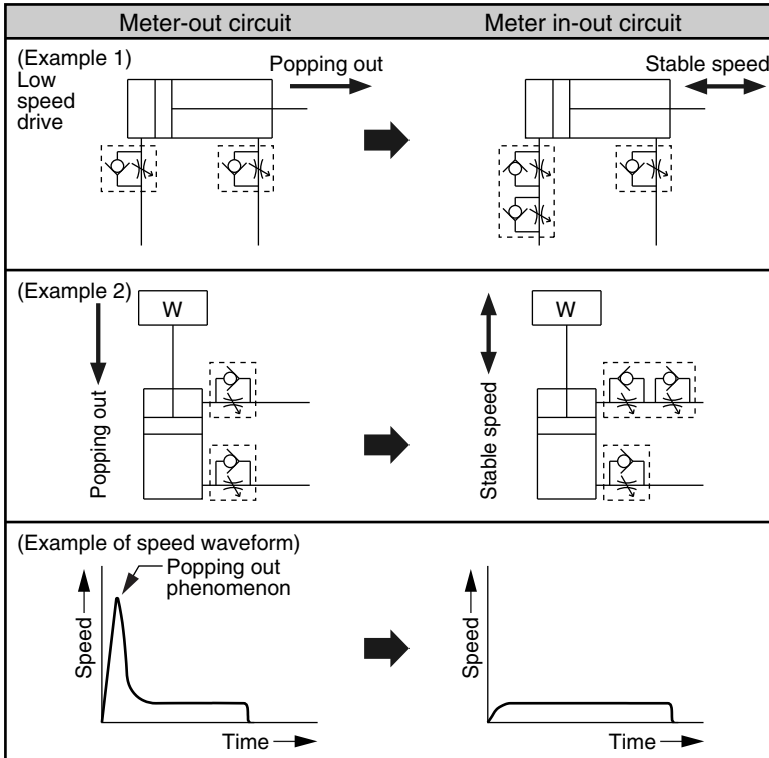 Meter-out circuit
Meter in-out circuit
(Example 1)
Low
speed
drive
Popping out
Stable speed
(Example 2)
W
Popping out
W
Stable speed
(Example of speed waveform)
Popping out
phenomenon
Speed
Time
Speed
Time